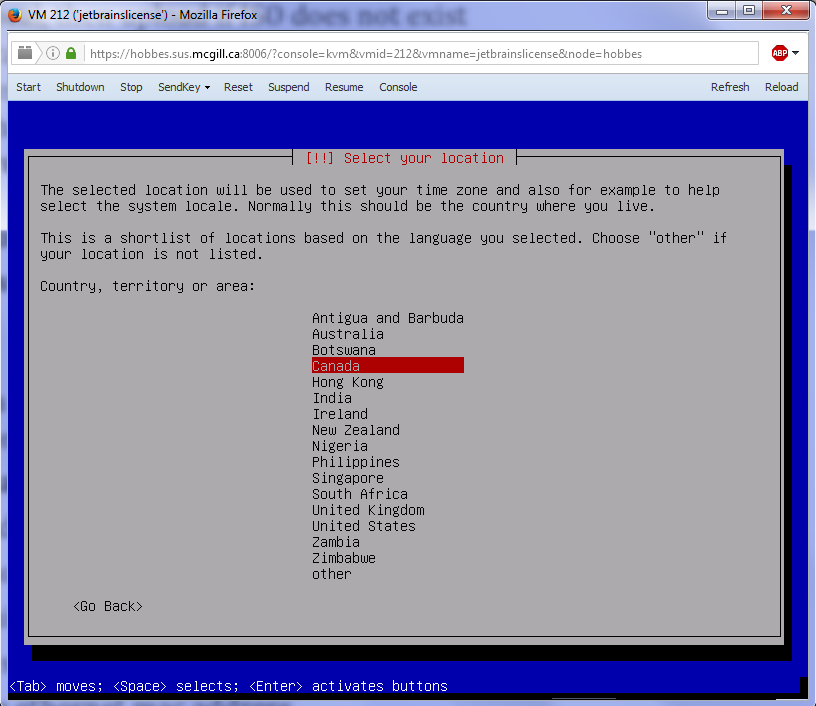 ISO does not exist
VM 212 ('jetbrainslicense') - Mozilla Firefox
https://hobbes.sus.mcgill.ca:8006/?console=kvm&vmid=212&vmname=jetbrainslicense&node=hobbes
ABP
Start Shutdown Stop SendKey Reset Suspend Resume Console Refresh Reload
[!!] Select your location
The selected location will be used to set your time zone and also for example to help
select the system locale. Normally this should be the country where you live.
This is a shortlist of locations based on the language you selected. Choose "other" if
your location is not listed.
Country, territory or area:
Antigua and Barbuda
Australia
Botswana
Canada
Hong Kong
India
Ireland
New Zealand
Nigeria
Philippines
Singapore
South Africa
United Kingdom
United States
Zambia
Zimbabwe
other
<Go Back>
<Tab> moves; <Space> selects; <Enter> activates buttons